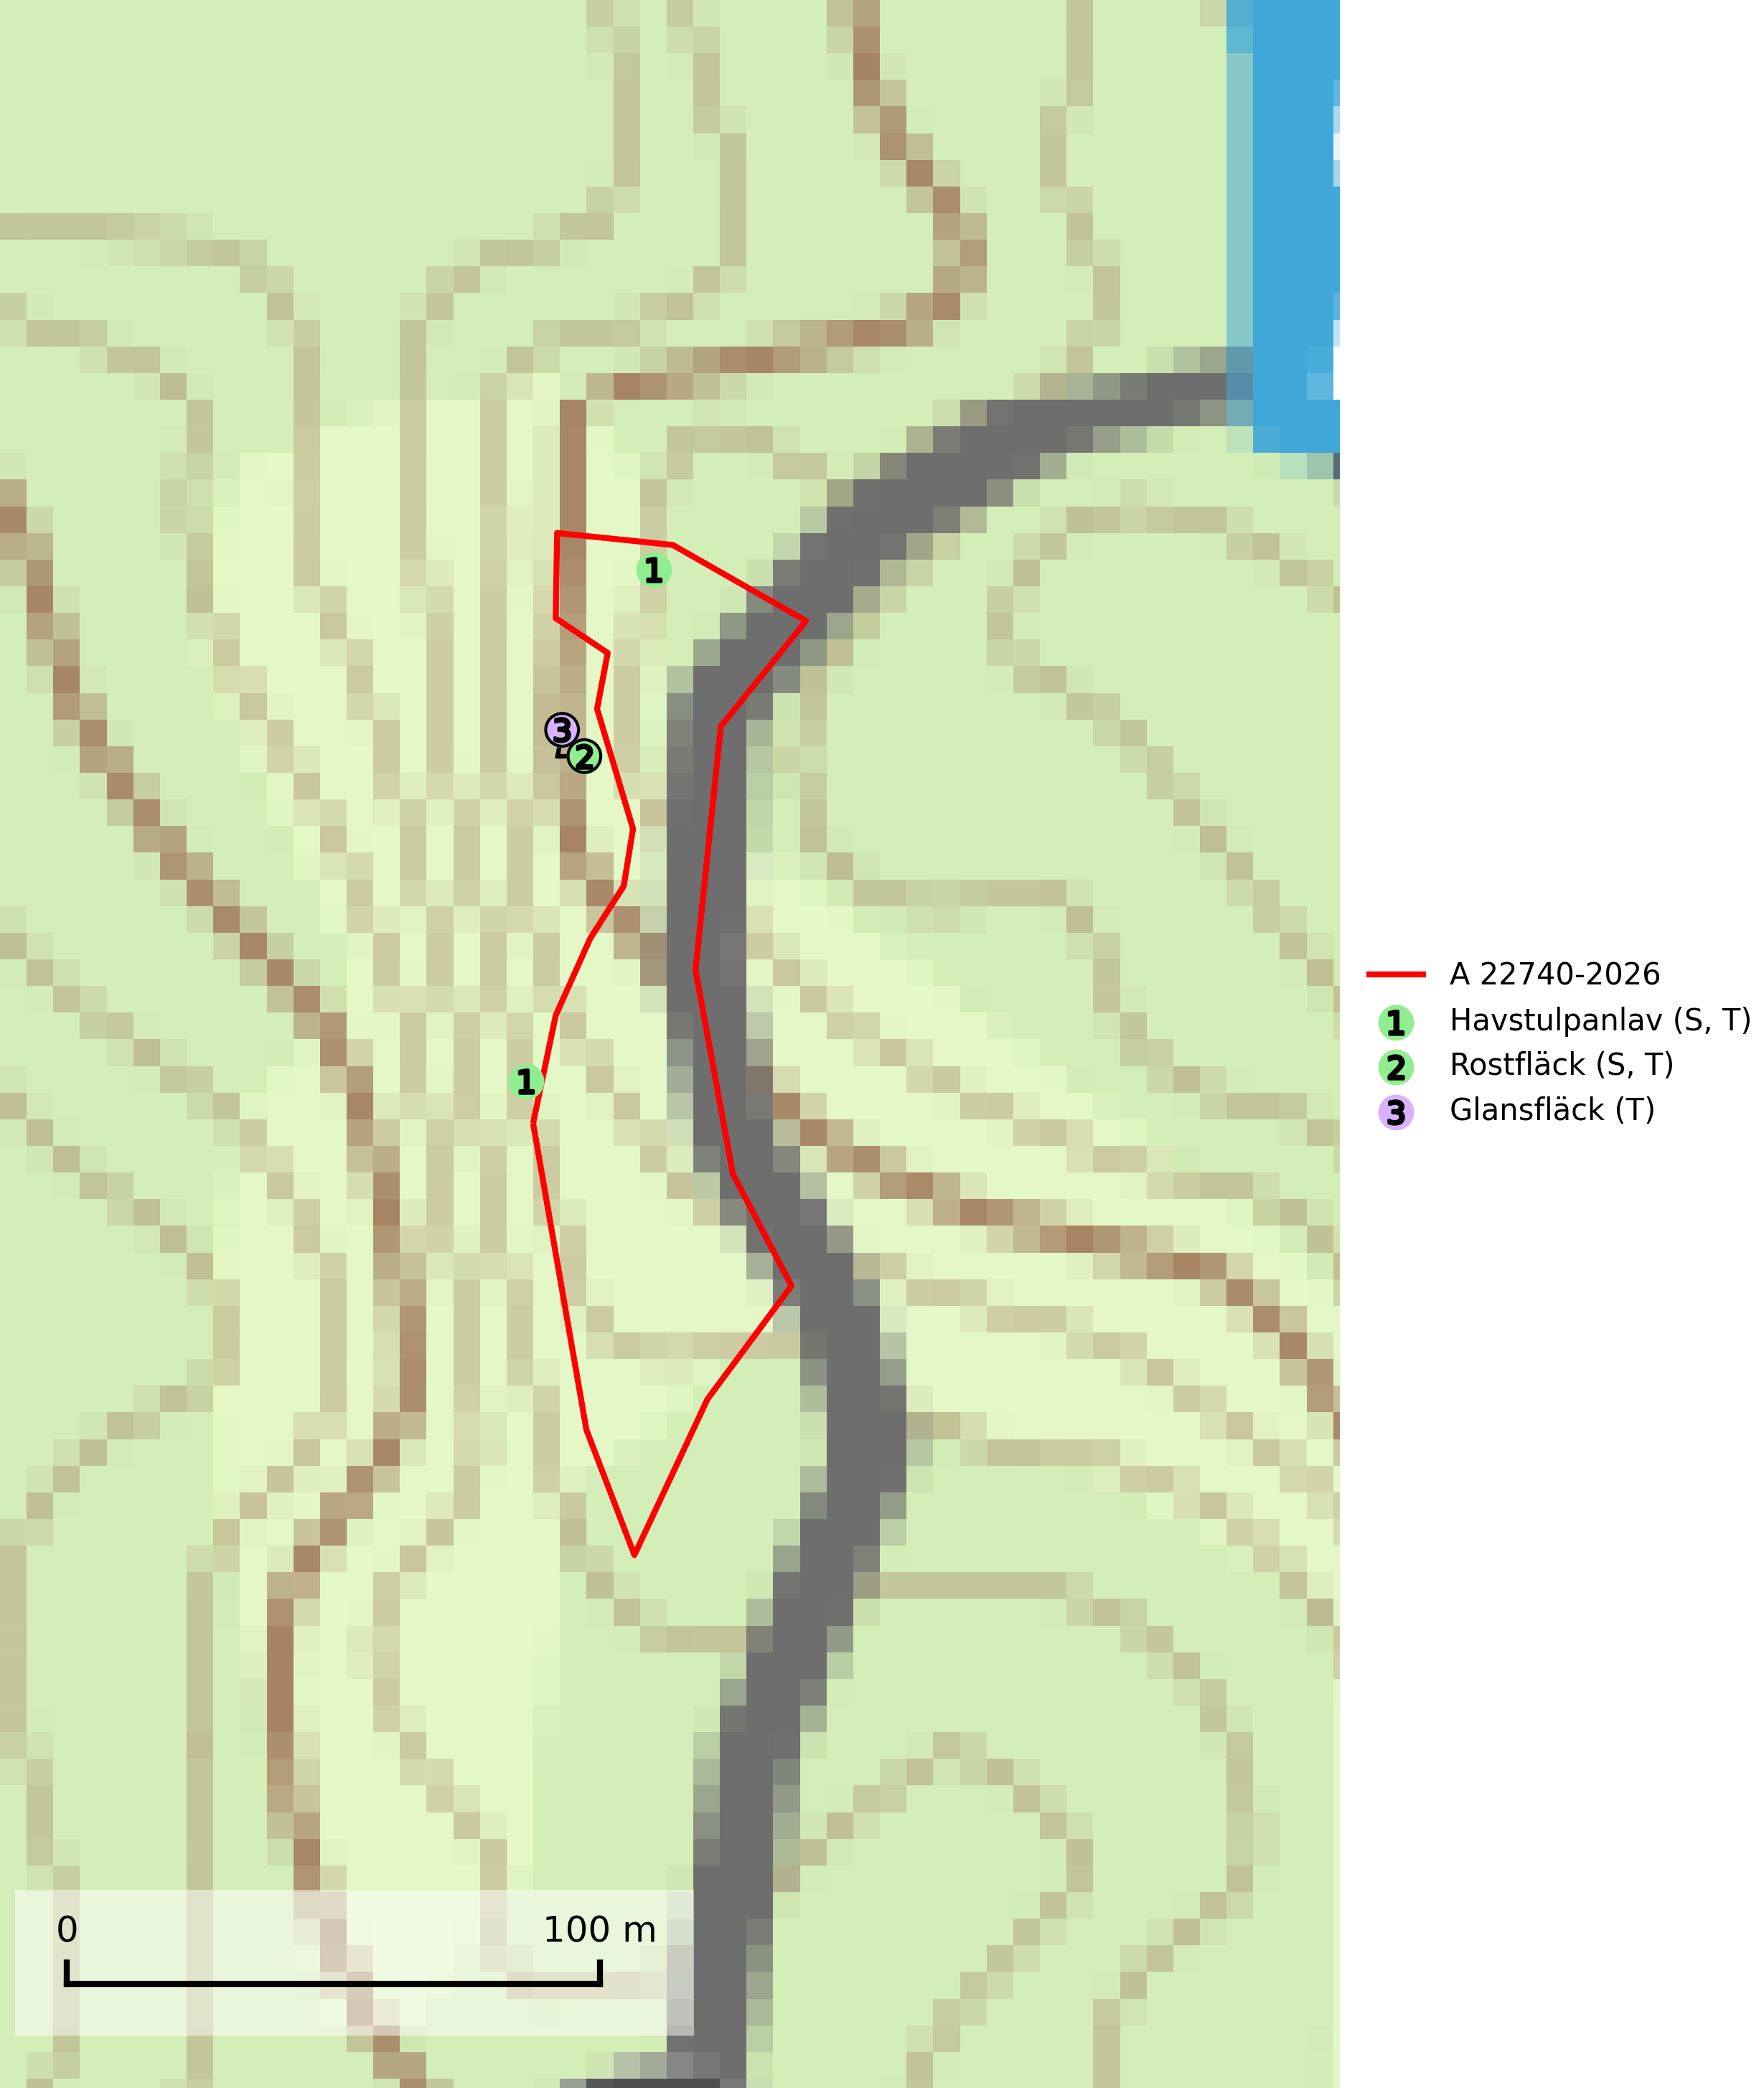 1
3
2
1
A 22740-2026
1 Havstulpanlav (S, T)
2 Rostfläck (S, T)
3 Glansfläck (T)
0 100 m